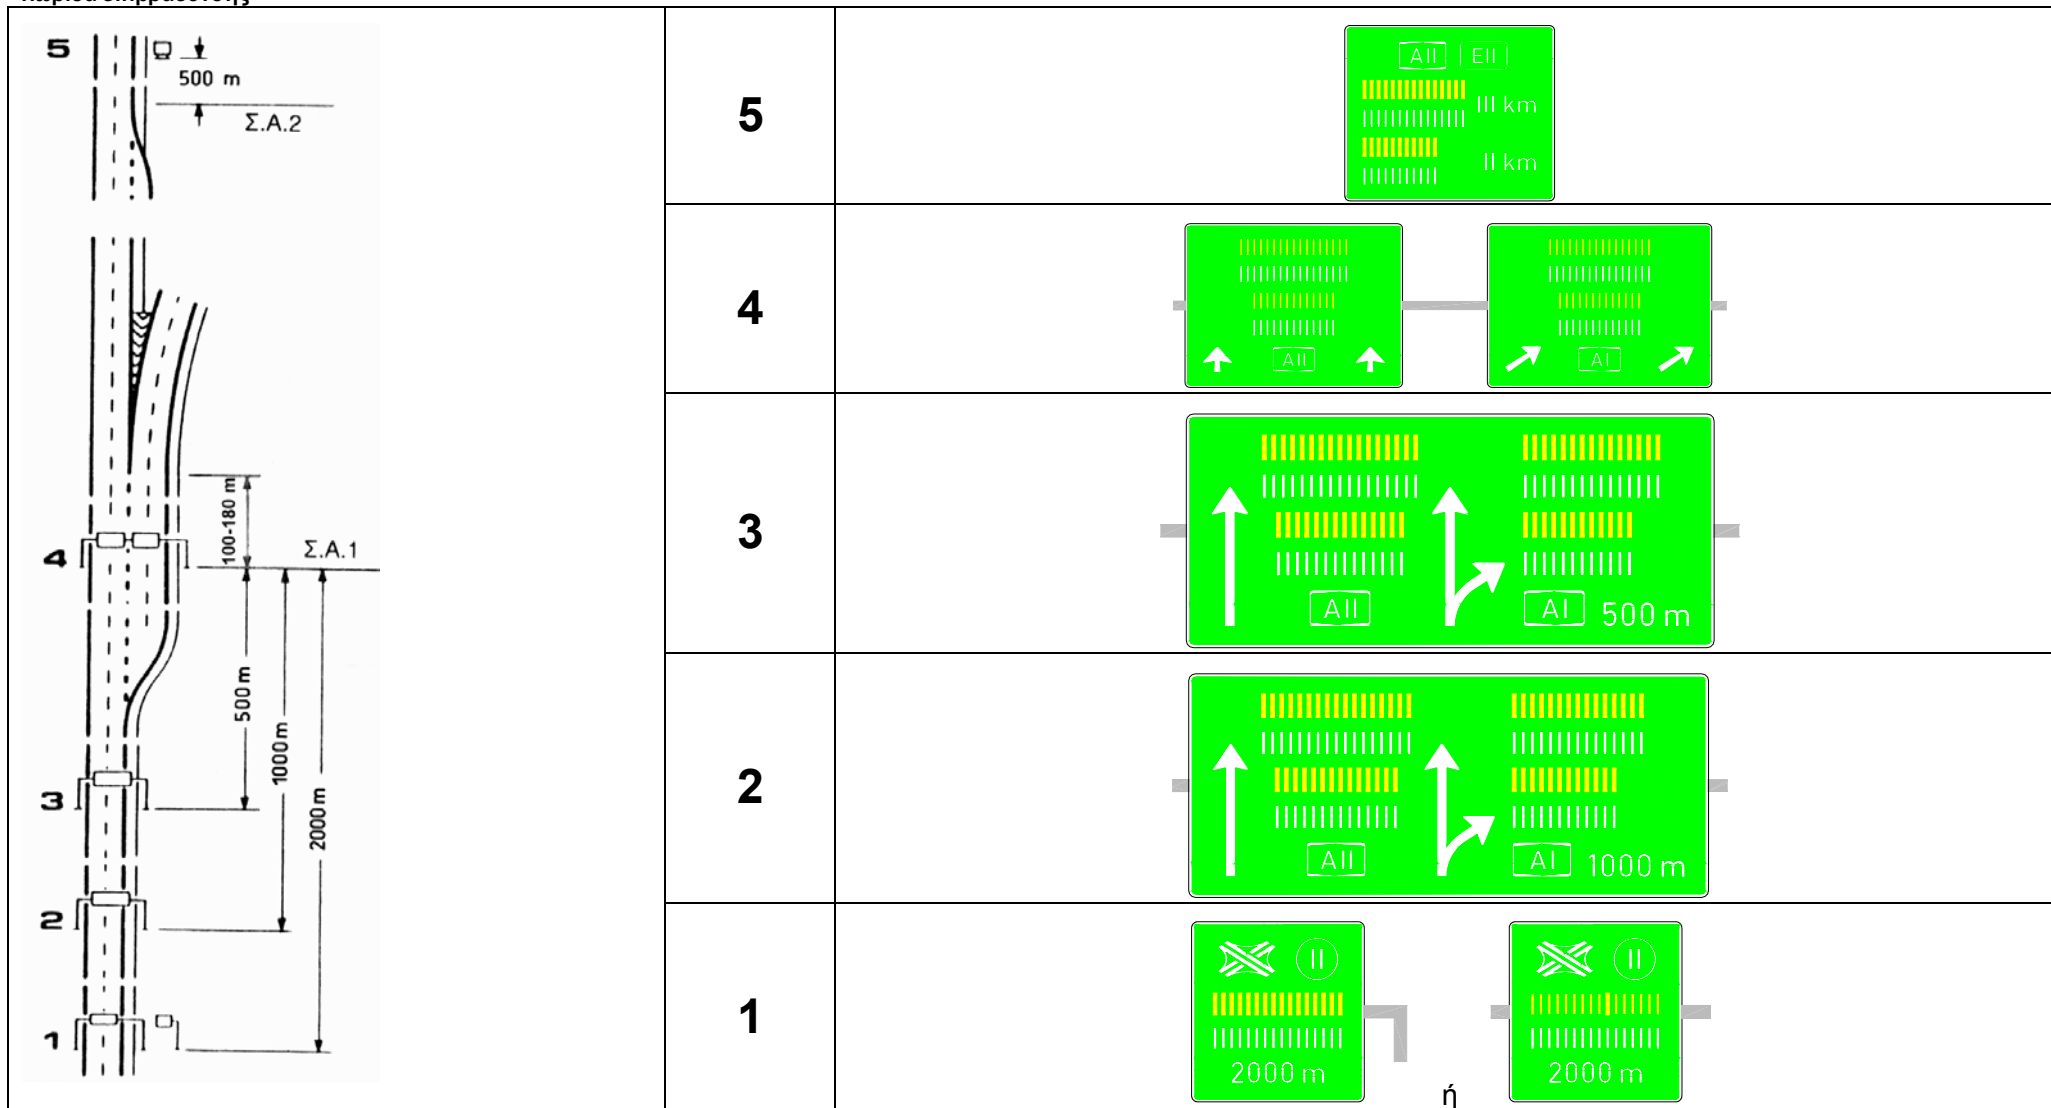 5
500 m
Σ.Α.2
100-180 m
4
Σ.Α.1
500 m
1000 m
3
2000 m
2
1
5
AII EII
III km
II km
4
AII
AI
3
AII
AI 500 m
2
AII
AI 1000 m
1
II
2000 m
ή
II
2000 m